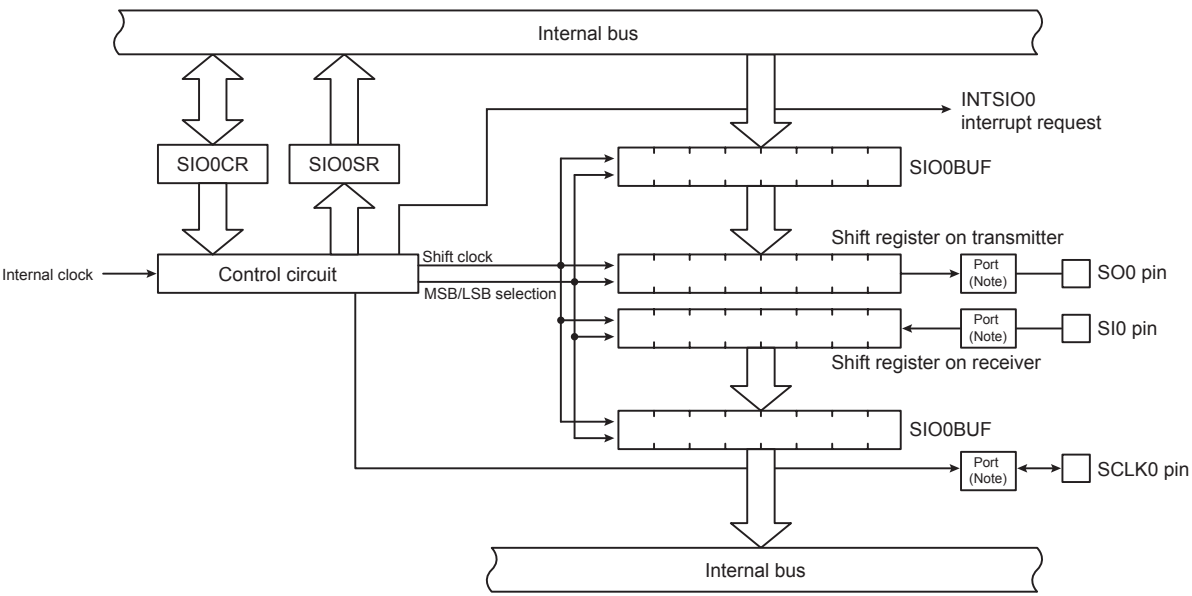 Internal bus
INTSIO0
interrupt request
SIO0CR
SIO0SR
SIO0BUF
Shift register on transmitter
Internal clock
Control circuit
Shift clock
MSB/LSB selection
Port
(Note)
SO0 pin
Port
(Note)
SI0 pin
Shift register on receiver
SIO0BUF
Port
(Note)
SCLK0 pin
Internal bus